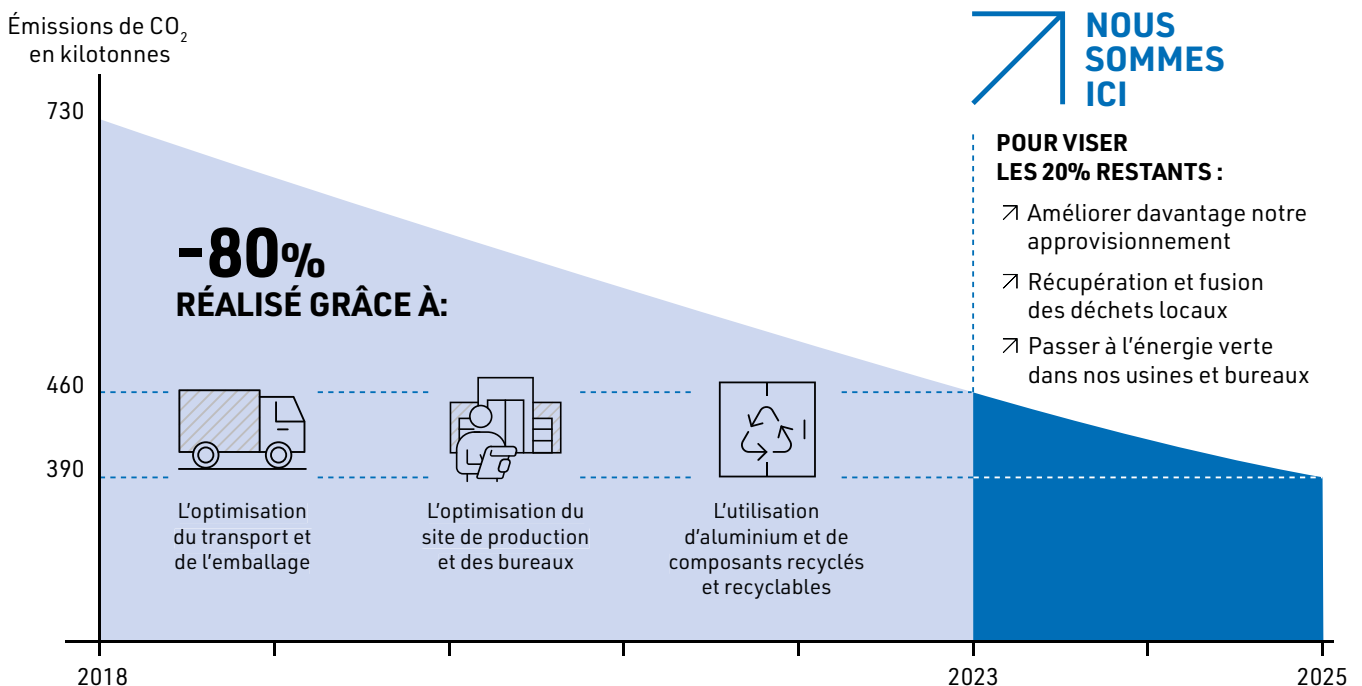 Émissions de CO₂
en kilotonnes
730
460
390
NOUS
SOMMES
ICI
POUR VISER
LES 20% RESTANTS :
Améliorer davantage notre
approvisionnement
Récupération et fusion
des déchets locaux
Passer à l'énergie verte
dans nos usines et bureaux
-80%
RÉALISÉ GRÂCE À:
L'optimisation
du transport et
de l'emballage
L'optimisation du
site de production
et des bureaux
L'utilisation
d'aluminium et de
composants recyclés
et recyclables
2018
2023
2025